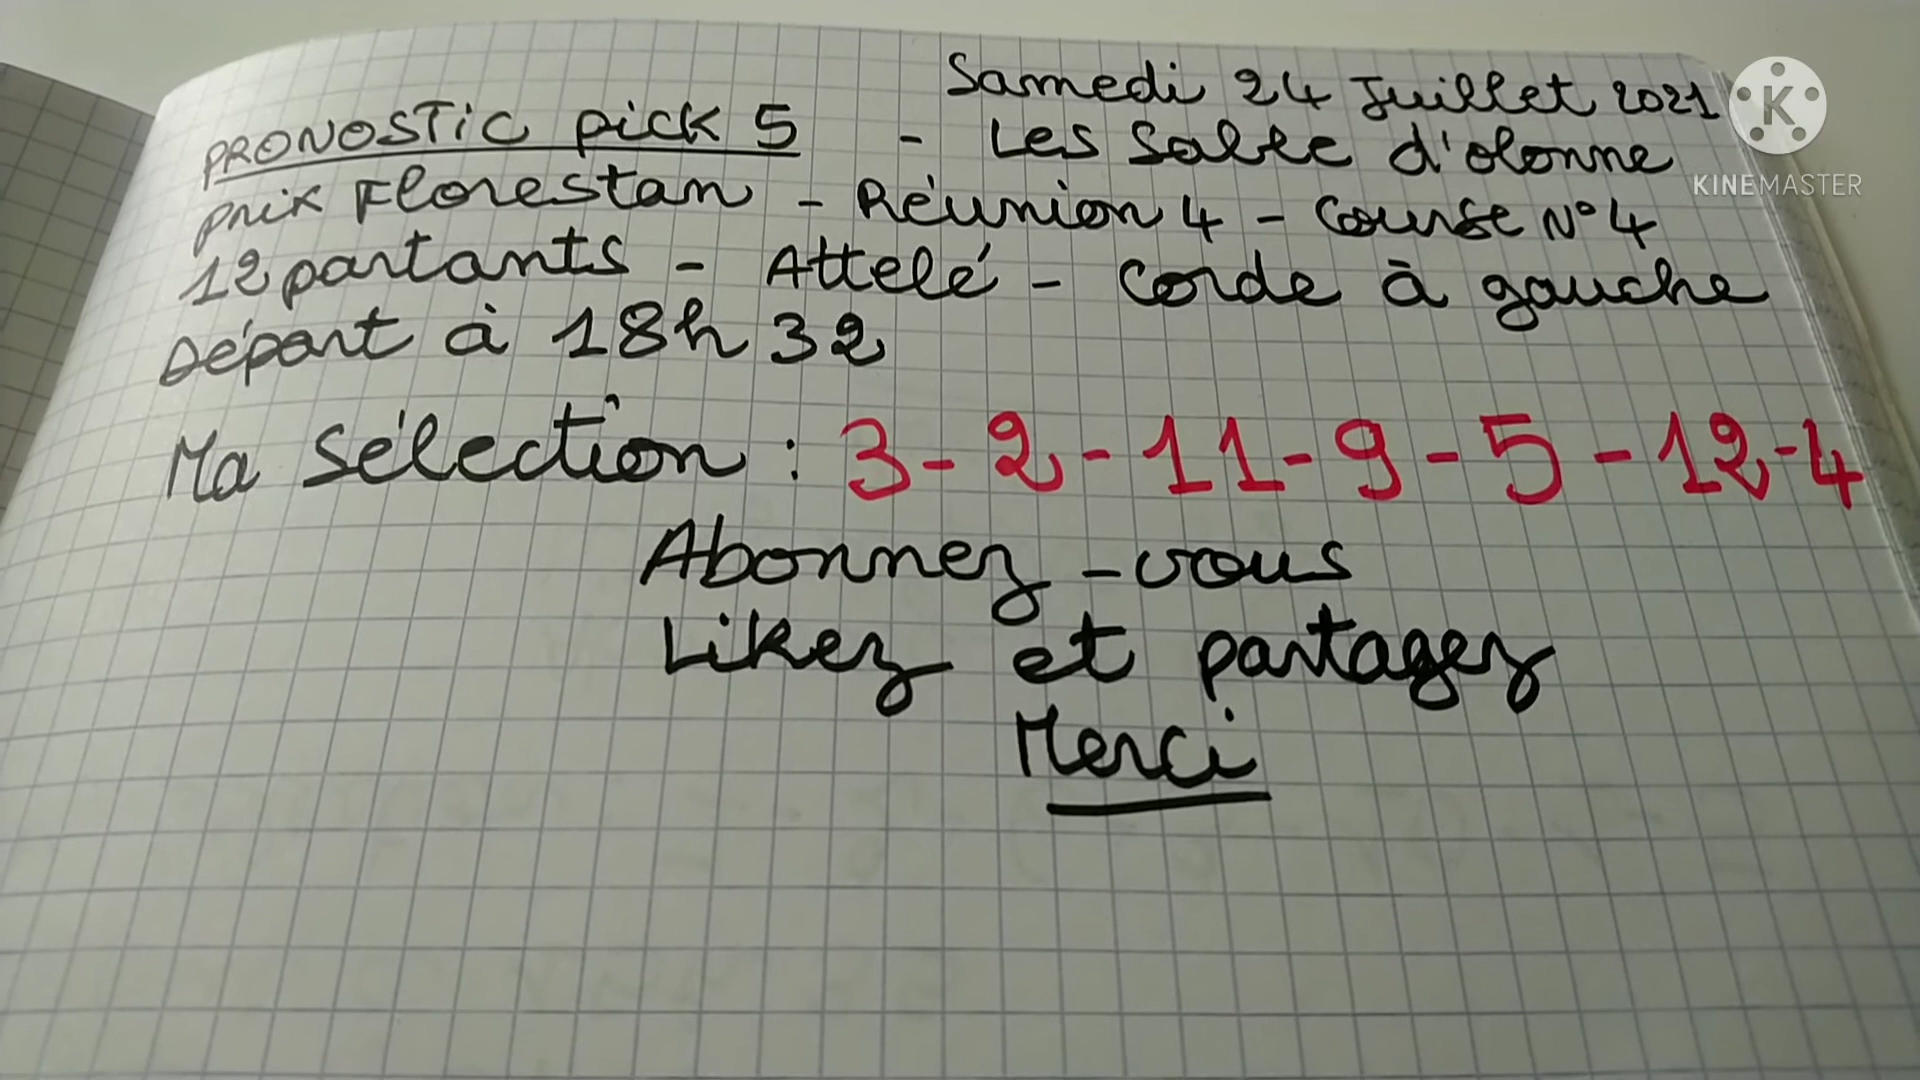 Samedi 24 Juillet 2021
PRONOSTIC pick 5 - Les Sable d'olonne
prix Florestan - Réunion 4 - Course N° 4
12 partants - Attelé - Corde à gauche
Départ à 18h 32
Ma sélection : 3 - 2 - 11 - 9 - 5 - 12 - 4
Abonnez-vous
Likez et partagez
Merci
K
KINEMASTER